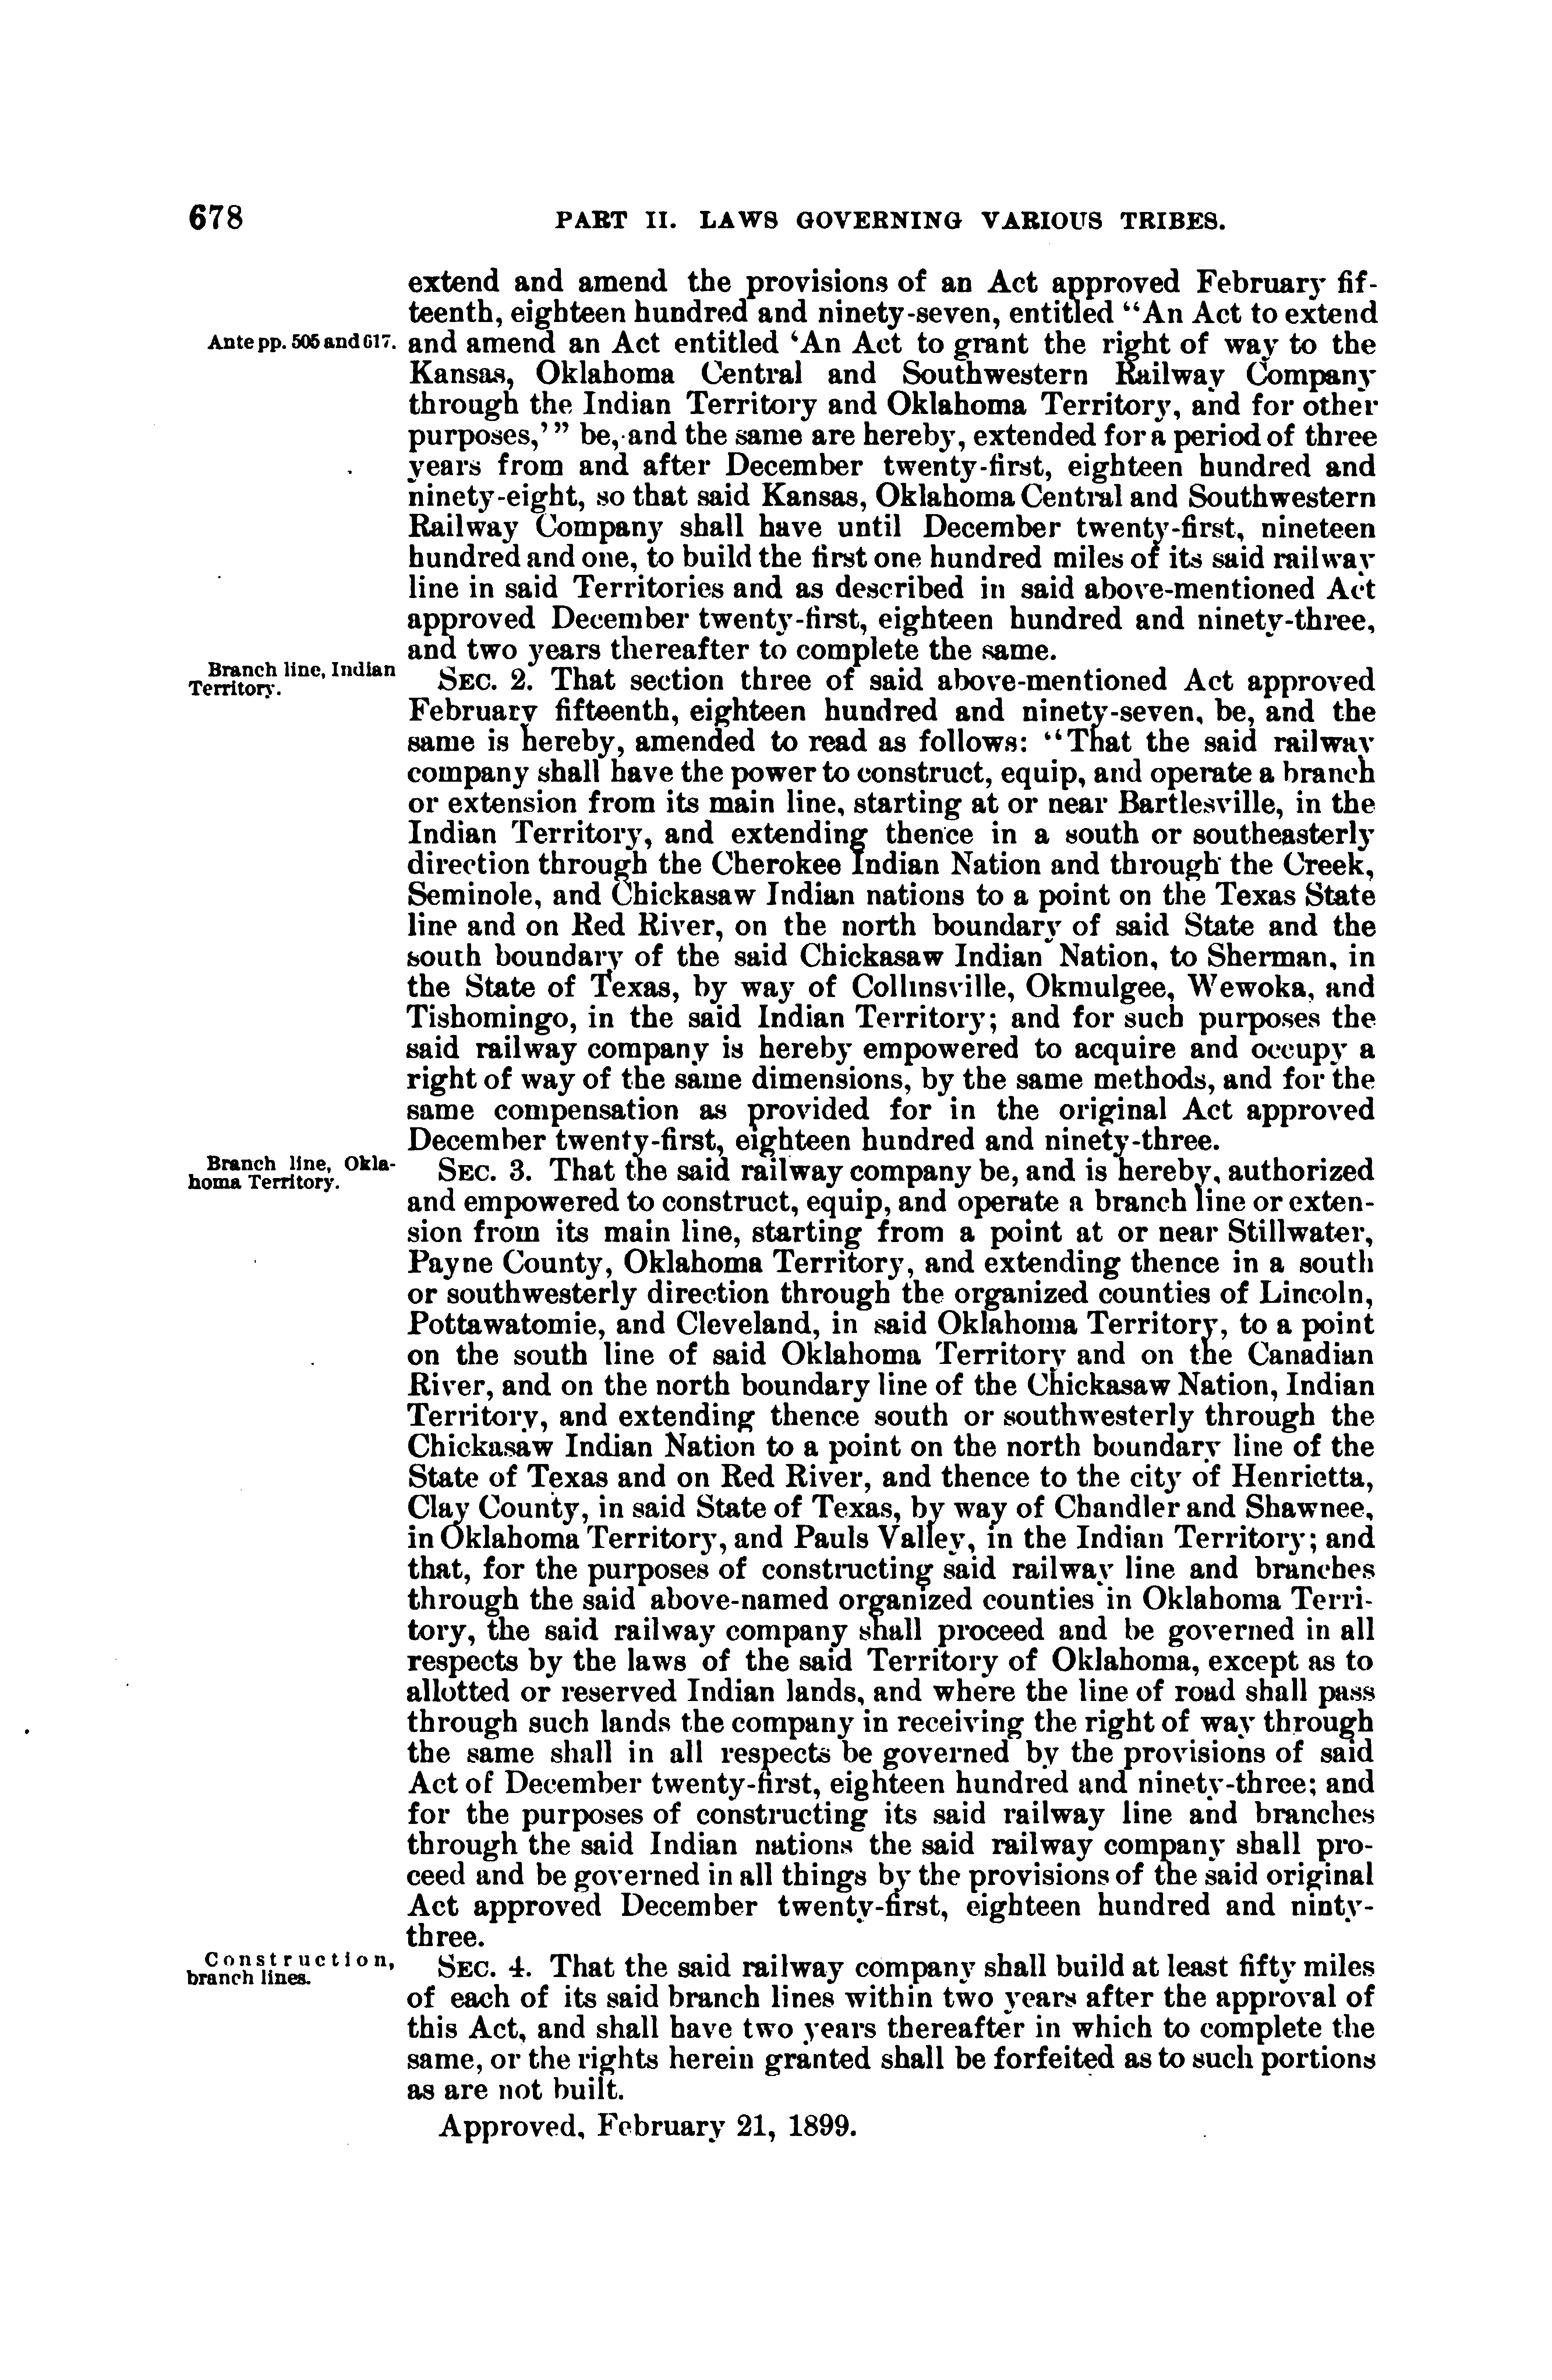 678
PART II. LAWS GOVERNING VARIOUS TRIBES.
extend and amend the provisions of an Act approved February fif-
teenth, eighteen hundred and ninety-seven, entitled “An Act to extend
Ante pp. 505 and 617.
and amend an Act entitled ‘An Act to grant the right of way to the
Kansas, Oklahoma Central and Southwestern Railway Company
through the Indian Territory and Oklahoma Territory, and for other
purposes,’” be, and the same are hereby, extended for a period of three
years from and after December twenty-first, eighteen hundred and
ninety-eight, so that said Kansas, Oklahoma Central and Southwestern
Railway Company shall have until December twenty-first, nineteen
hundred and one, to build the first one hundred miles of its said railway
line in said Territories and as described in said above-mentioned Act
approved December twenty-first, eighteen hundred and ninety-three,
and two years thereafter to complete the same.
Branch line, Indian
Territory.
SEC. 2. That section three of said above-mentioned Act approved
February fifteenth, eighteen hundred and ninety-seven, be, and the
same is hereby, amended to read as follows: “That the said railway
company shall have the power to construct, equip, and operate a branch
or extension from its main line, starting at or near Bartlesville, in the
Indian Territory, and extending thence in a south or southeasterly
direction through the Cherokee Indian Nation and through the Creek,
Seminole, and Chickasaw Indian nations to a point on the Texas State
line and on Red River, on the north boundary of said State and the
south boundary of the said Chickasaw Indian Nation, to Sherman, in
the State of Texas, by way of Collinsville, Okmulgee, Wewoka, and
Tishomingo, in the said Indian Territory; and for such purposes the
said railway company is hereby empowered to acquire and occupy a
right of way of the same dimensions, by the same methods, and for the
same compensation as provided for in the original Act approved
December twenty-first, eighteen hundred and ninety-three.
Branch line, Okla-
homa Territory.
SEC. 3. That the said railway company be, and is hereby, authorized
and empowered to construct, equip, and operate a branch line or exten-
sion from its main line, starting from a point at or near Stillwater,
Payne County, Oklahoma Territory, and extending thence in a south
or southwesterly direction through the organized counties of Lincoln,
Pottawatomie, and Cleveland, in said Oklahoma Territory, to a point
on the south line of said Oklahoma Territory and on the Canadian
River, and on the north boundary line of the Chickasaw Nation, Indian
Territory, and extending thence south or southwesterly through the
Chickasaw Indian Nation to a point on the north boundary line of the
State of Texas and on Red River, and thence to the city of Henrietta,
Clay County, in said State of Texas, by way of Chandler and Shawnee,
in Oklahoma Territory, and Pauls Valley, in the Indian Territory; and
that, for the purposes of constructing said railway line and branches
through the said above-named organized counties in Oklahoma Terri-
tory, the said railway company shall proceed and be governed in all
respects by the laws of the said Territory of Oklahoma, except as to
allotted or reserved Indian lands, and where the line of road shall pass
through such lands the company in receiving the right of way through
the same shall in all respects be governed by the provisions of said
Act of December twenty-first, eighteen hundred and ninety-three; and
for the purposes of constructing its said railway line and branches
through the said Indian nations the said railway company shall pro-
ceed and be governed in all things by the provisions of the said original
Act approved December twenty-first, eighteen hundred and ninty-
three.
Construction,
branch lines.
SEC. 4. That the said railway company shall build at least fifty miles
of each of its said branch lines within two years after the approval of
this Act, and shall have two years thereafter in which to complete the
same, or the rights herein granted shall be forfeited as to such portions
as are not built.
Approved, February 21, 1899.